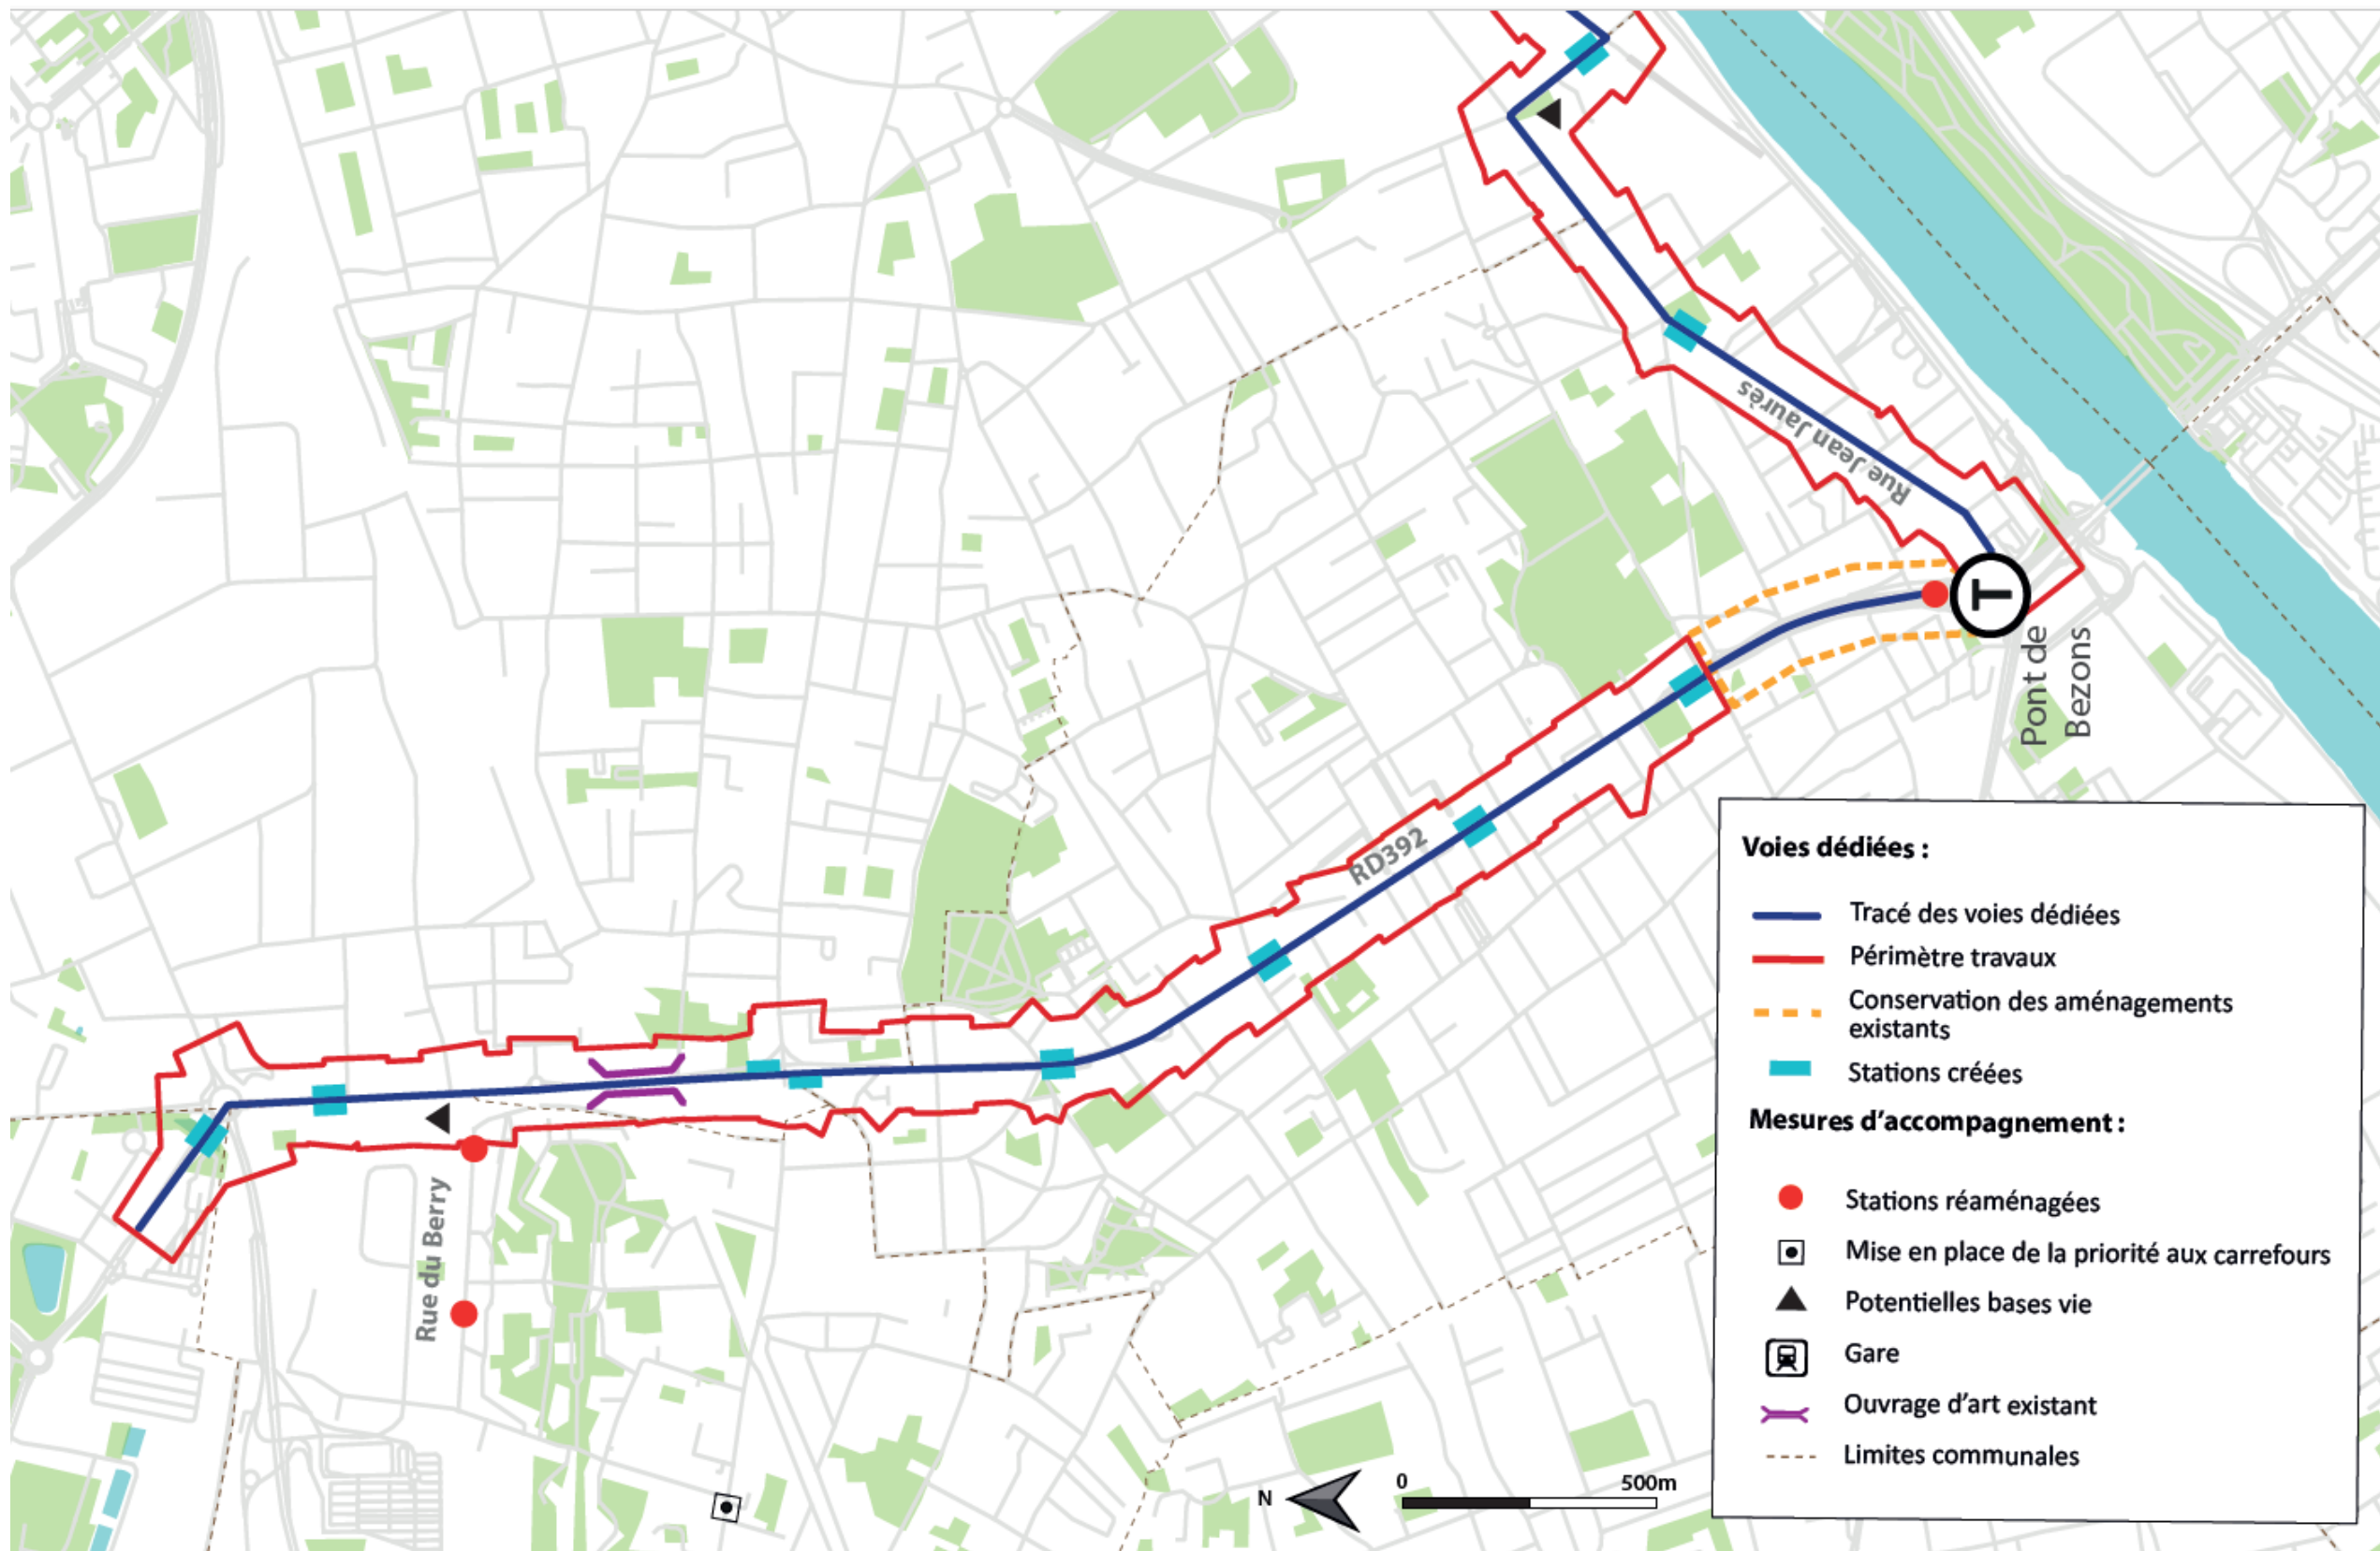 Rue Jean Jaurès
T
Pont de
Bezons
RD392
Rue du Berry
N
0
500m
Voies dédiées :
Tracé des voies dédiées
Périmètre travaux
Conservation des aménagements
existants
Stations créées
Mesures d'accompagnement :
Stations réaménagées
Mise en place de la priorité aux carrefours
Potentielles bases vie
Gare
Ouvrage d'art existant
Limites communales